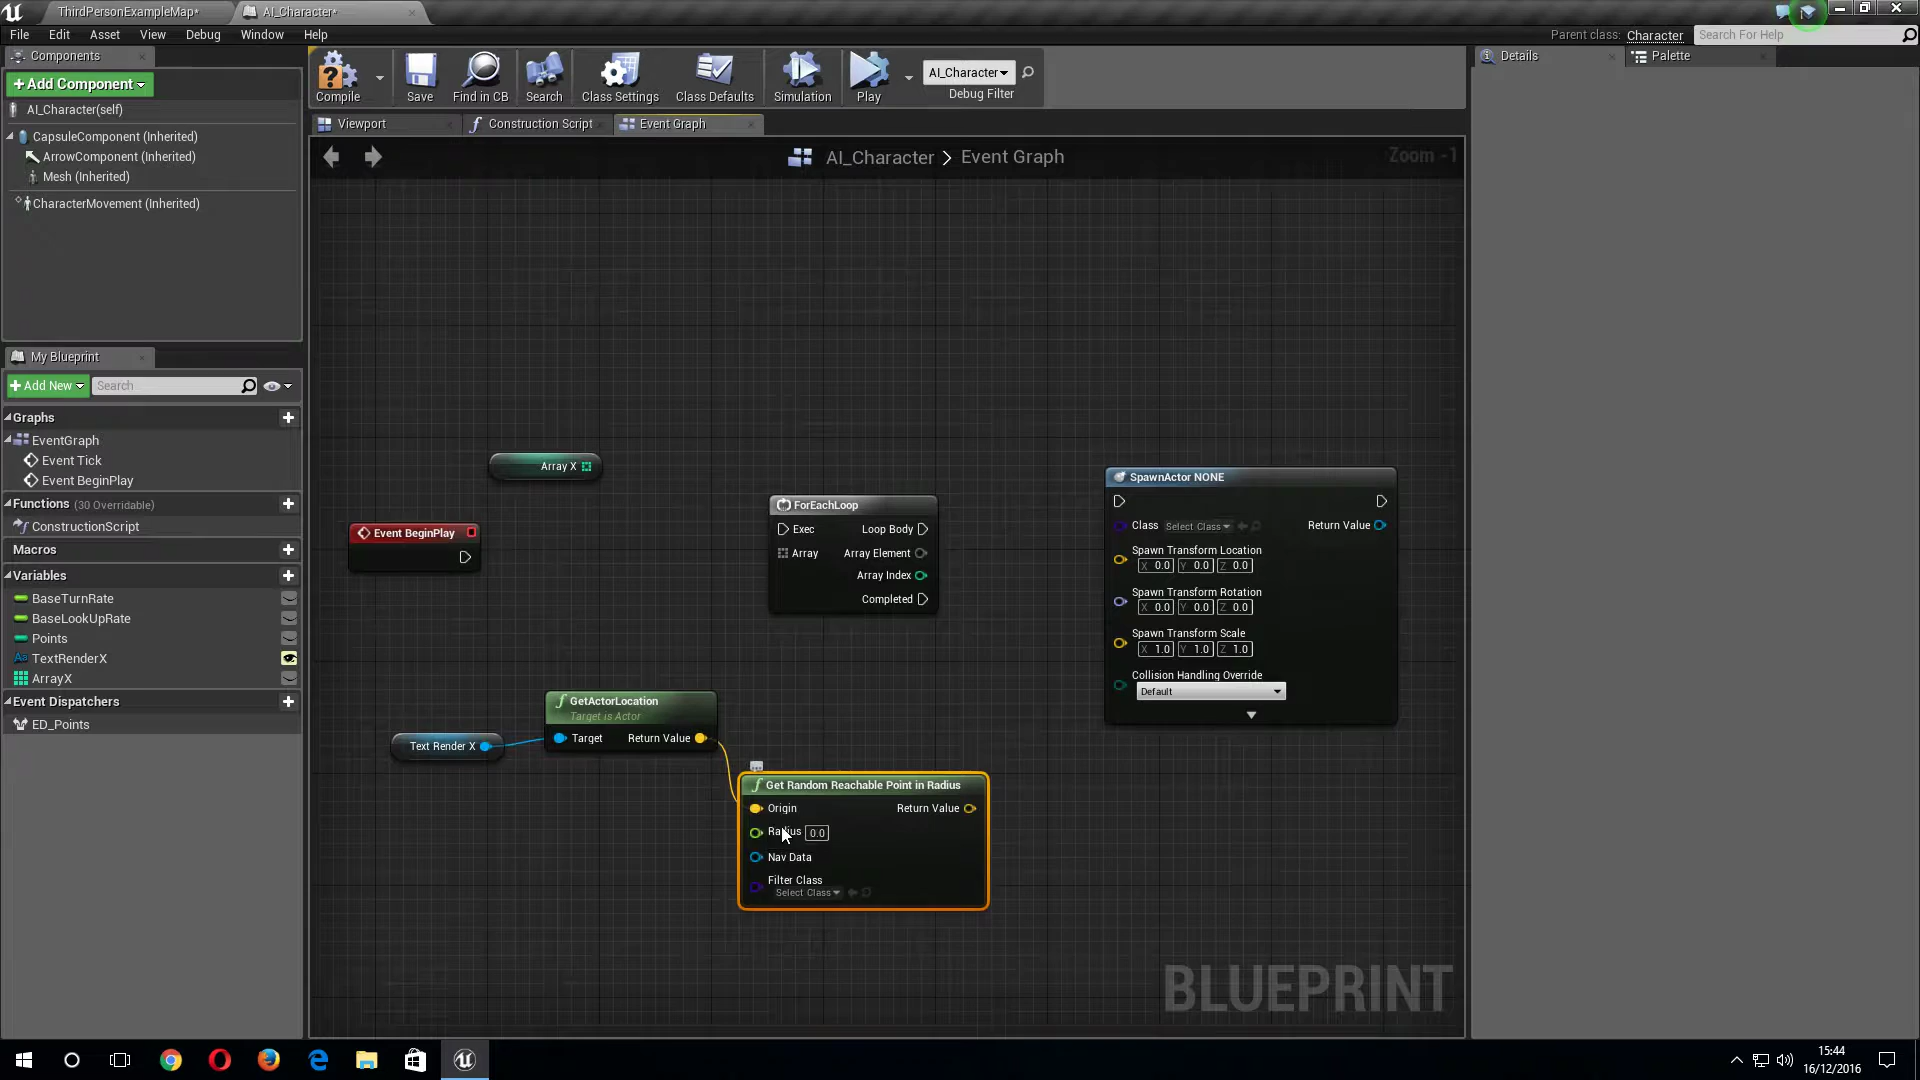 ThirdPersonExampleMap*
AI_Character*
File Edit Asset View Debug Window Help
Parent class: Character
Search For Help
Components
+Add Component
AI_Character(self)
CapsuleComponent (Inherited)
ArrowComponent (Inherited)
Mesh (Inherited)
CharacterMovement (Inherited)
Compile
Save
Find in CB
Search
Class Settings
Class Defaults
Simulation
Play
AI_Character
Debug Filter
Details
Palette
Viewport
Construction Script
Event Graph
AI_Character > Event Graph
Zoom -1
My Blueprint
+Add New
Search
Graphs
EventGraph
Event Tick
Event BeginPlay
Functions (30 Overridable)
ConstructionScript
Macros
Variables
BaseTurnRate
BaseLookUpRate
Points
TextRenderX
ArrayX
Event Dispatchers
ED_Points
Array X
Event BeginPlay
ForEachLoop
Exec Loop Body
Array Array Element
Array Index
Completed
SpawnActor NONE
Class Select Class Return Value
Spawn Transform Location
X 0.0 Y 0.0 Z 0.0
Spawn Transform Rotation
X 0.0 Y 0.0 Z 0.0
Spawn Transform Scale
X 1.0 Y 1.0 Z 1.0
Collision Handling Override
Default
GetActorLocation
Target is Actor
Target Return Value
Text Render X
Get Random Reachable Point in Radius
Origin Return Value
Radius 0.0
Nav Data
Filter Class
Select Class
BLUEPRINT
15:44
16/12/2016